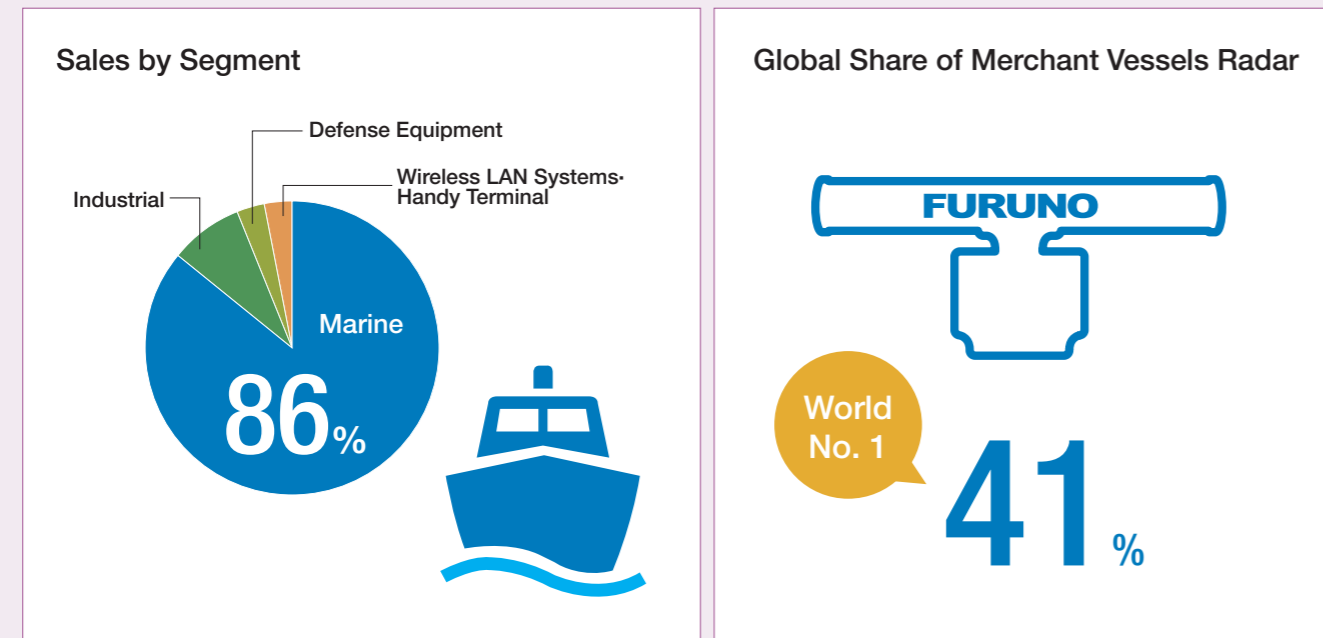 Sales by Segment
Defense Equipment
Wireless LAN Systems·
Handy Terminal
Industrial
Marine
86%
Global Share of Merchant Vessels Radar
FURUNO
World
No. 1
41%